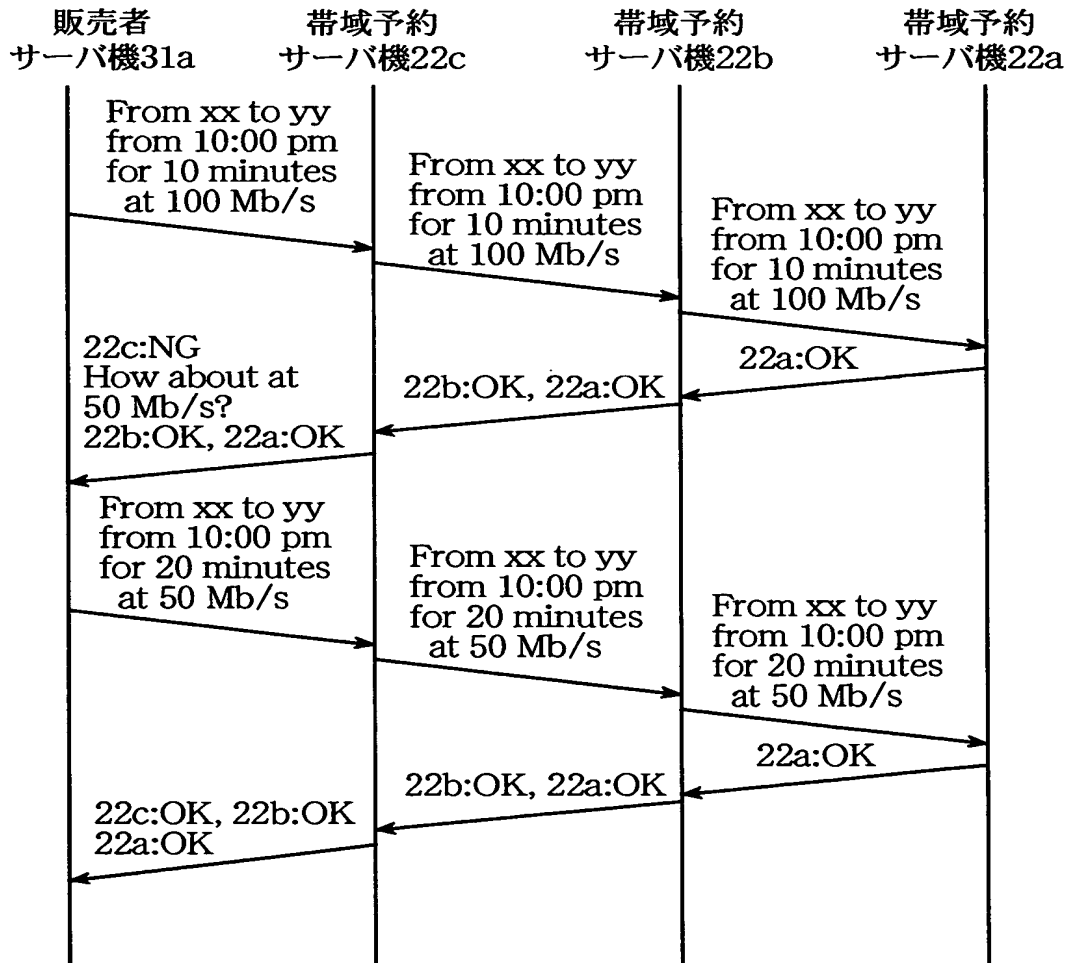 販売者
サーバ機31a
帯域予約
サーバ機22c
帯域予約
サーバ機22b
帯域予約
サーバ機22a
From xx to yy
from 10:00 pm
for 10 minutes
at 100 Mb/s
From xx to yy
from 10:00 pm
for 10 minutes
at 100 Mb/s
From xx to yy
from 10:00 pm
for 10 minutes
at 100 Mb/s
22a:OK
22b:OK, 22a:OK
22c:NG
How about at
50 Mb/s?
22b:OK, 22a:OK
From xx to yy
from 10:00 pm
for 20 minutes
at 50 Mb/s
From xx to yy
from 10:00 pm
for 20 minutes
at 50 Mb/s
From xx to yy
from 10:00 pm
for 20 minutes
at 50 Mb/s
22a:OK
22b:OK, 22a:OK
22c:OK, 22b:OK
22a:OK